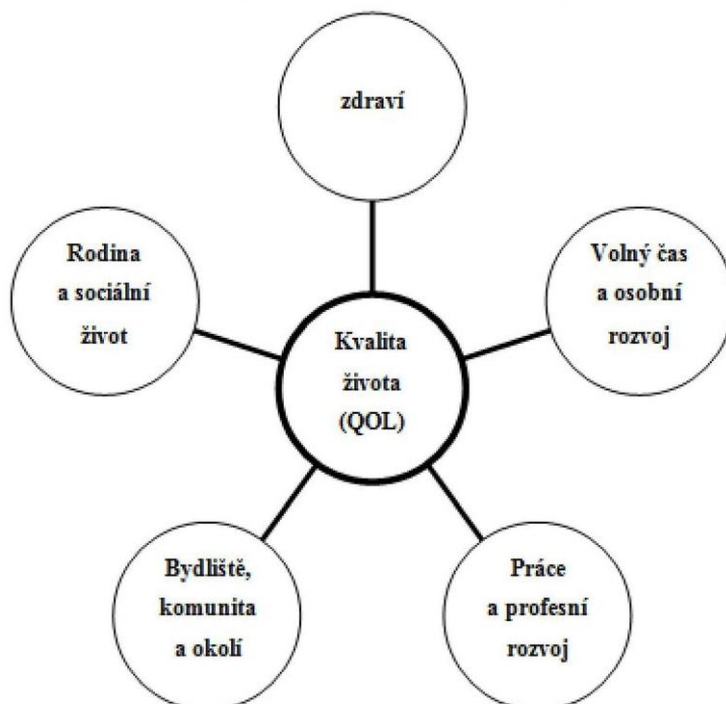 zdraví
Rodina
a sociální
život
Volný čas
a osobní
rozvoj
Kvalita
života
(QOL)
Bydliště,
komunita
a okolí
Práce
a profesní
rozvoj